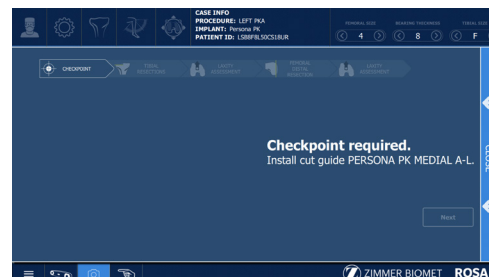 CASE INFO
PROCEDURE: LEFT PKA
IMPLANT: Persona PK
PATIENT ID: LS88F8L50CS18UR
FEMORAL SIZE
4
BEARING THICKNESS
8
TIBIAL SIZE
F
CHECKPOINT
TIBIAL
RESECTIONS
LAXITY
ASSESSMENT
FEMORAL
DISTAL
RESECTION
LAXITY
ASSESSMENT
Checkpoint required.
Install cut guide PERSONA PK MEDIAL A-L.
CLOSE
Next
ZIMMER BIOMET
ROSA